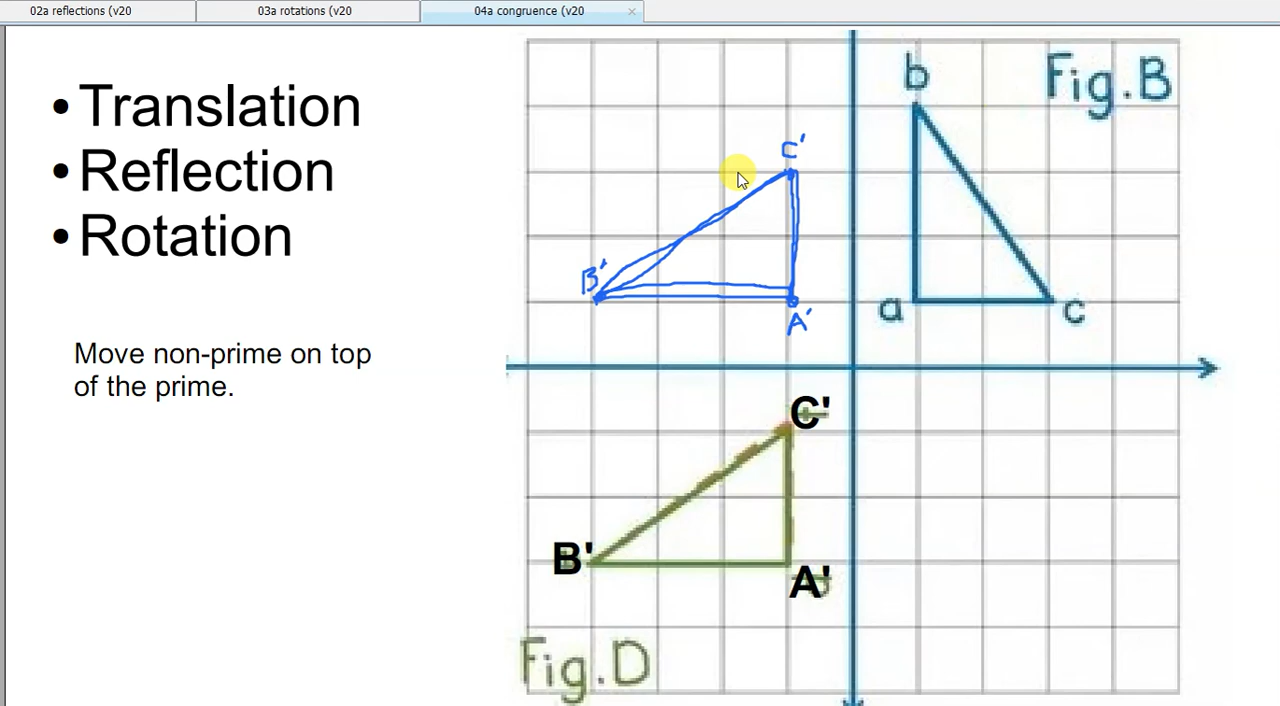 02a reflections (v20
03a rotations (v20
04a congruence (v20
• Translation
• Reflection
• Rotation
Move non-prime on top
of the prime.
b
Fig.B
C'
B'
A'
a
c
C'
B'
A'
Fig.D